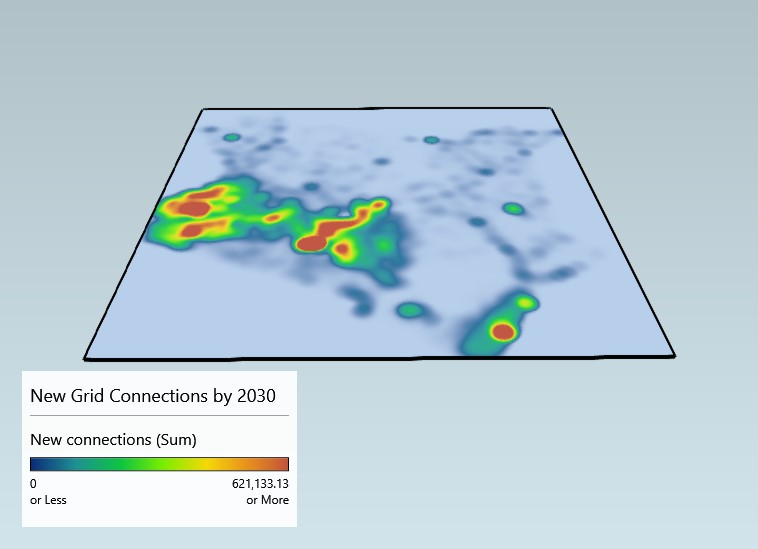 New Grid Connections by 2030
New connections (Sum)
0
or Less
621,133.13
or More